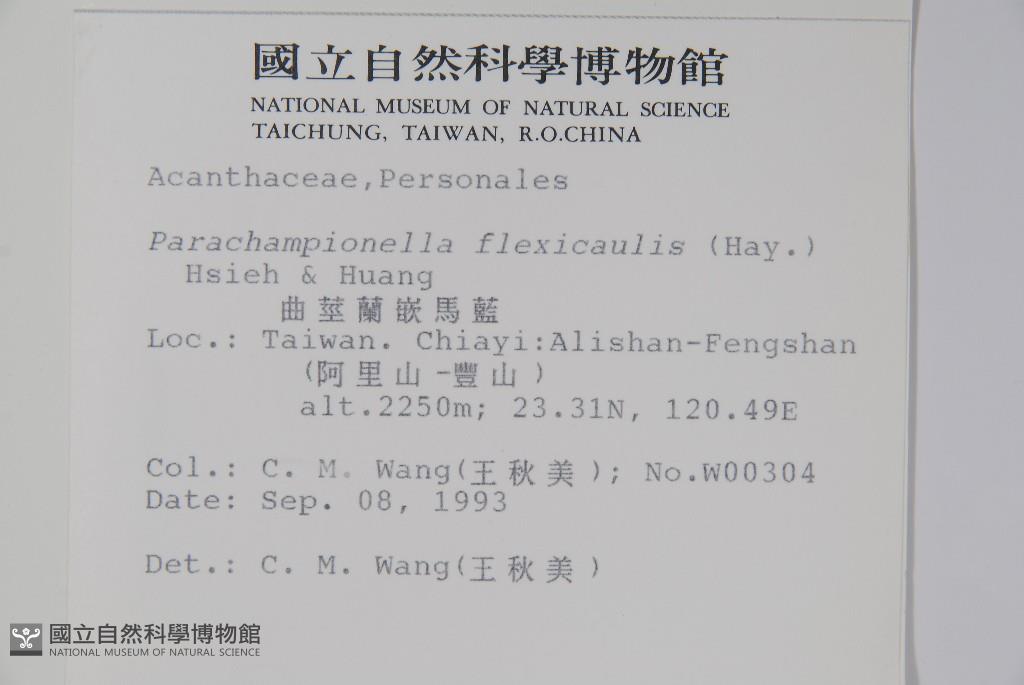 國立自然科學博物館
NATIONAL MUSEUM OF NATURAL SCIENCE
TAICHUNG, TAIWAN, R.O.CHINA
Acanthaceae,Personales
Parachampionella flexicaulis (Hay.)
Hsieh & Huang
曲莖蘭嵌馬藍
Loc.: Taiwan. Chiayi:Alishan-Fengshan
(阿里山-豐山)
alt.2250m; 23.31N, 120.49E
Col.: C. M. Wang(王秋美); No.W00304
Date: Sep. 08, 1993
Det.: C. M. Wang(王秋美)
國立自然科學博物館
NATIONAL MUSEUM OF NATURAL SCIENCE